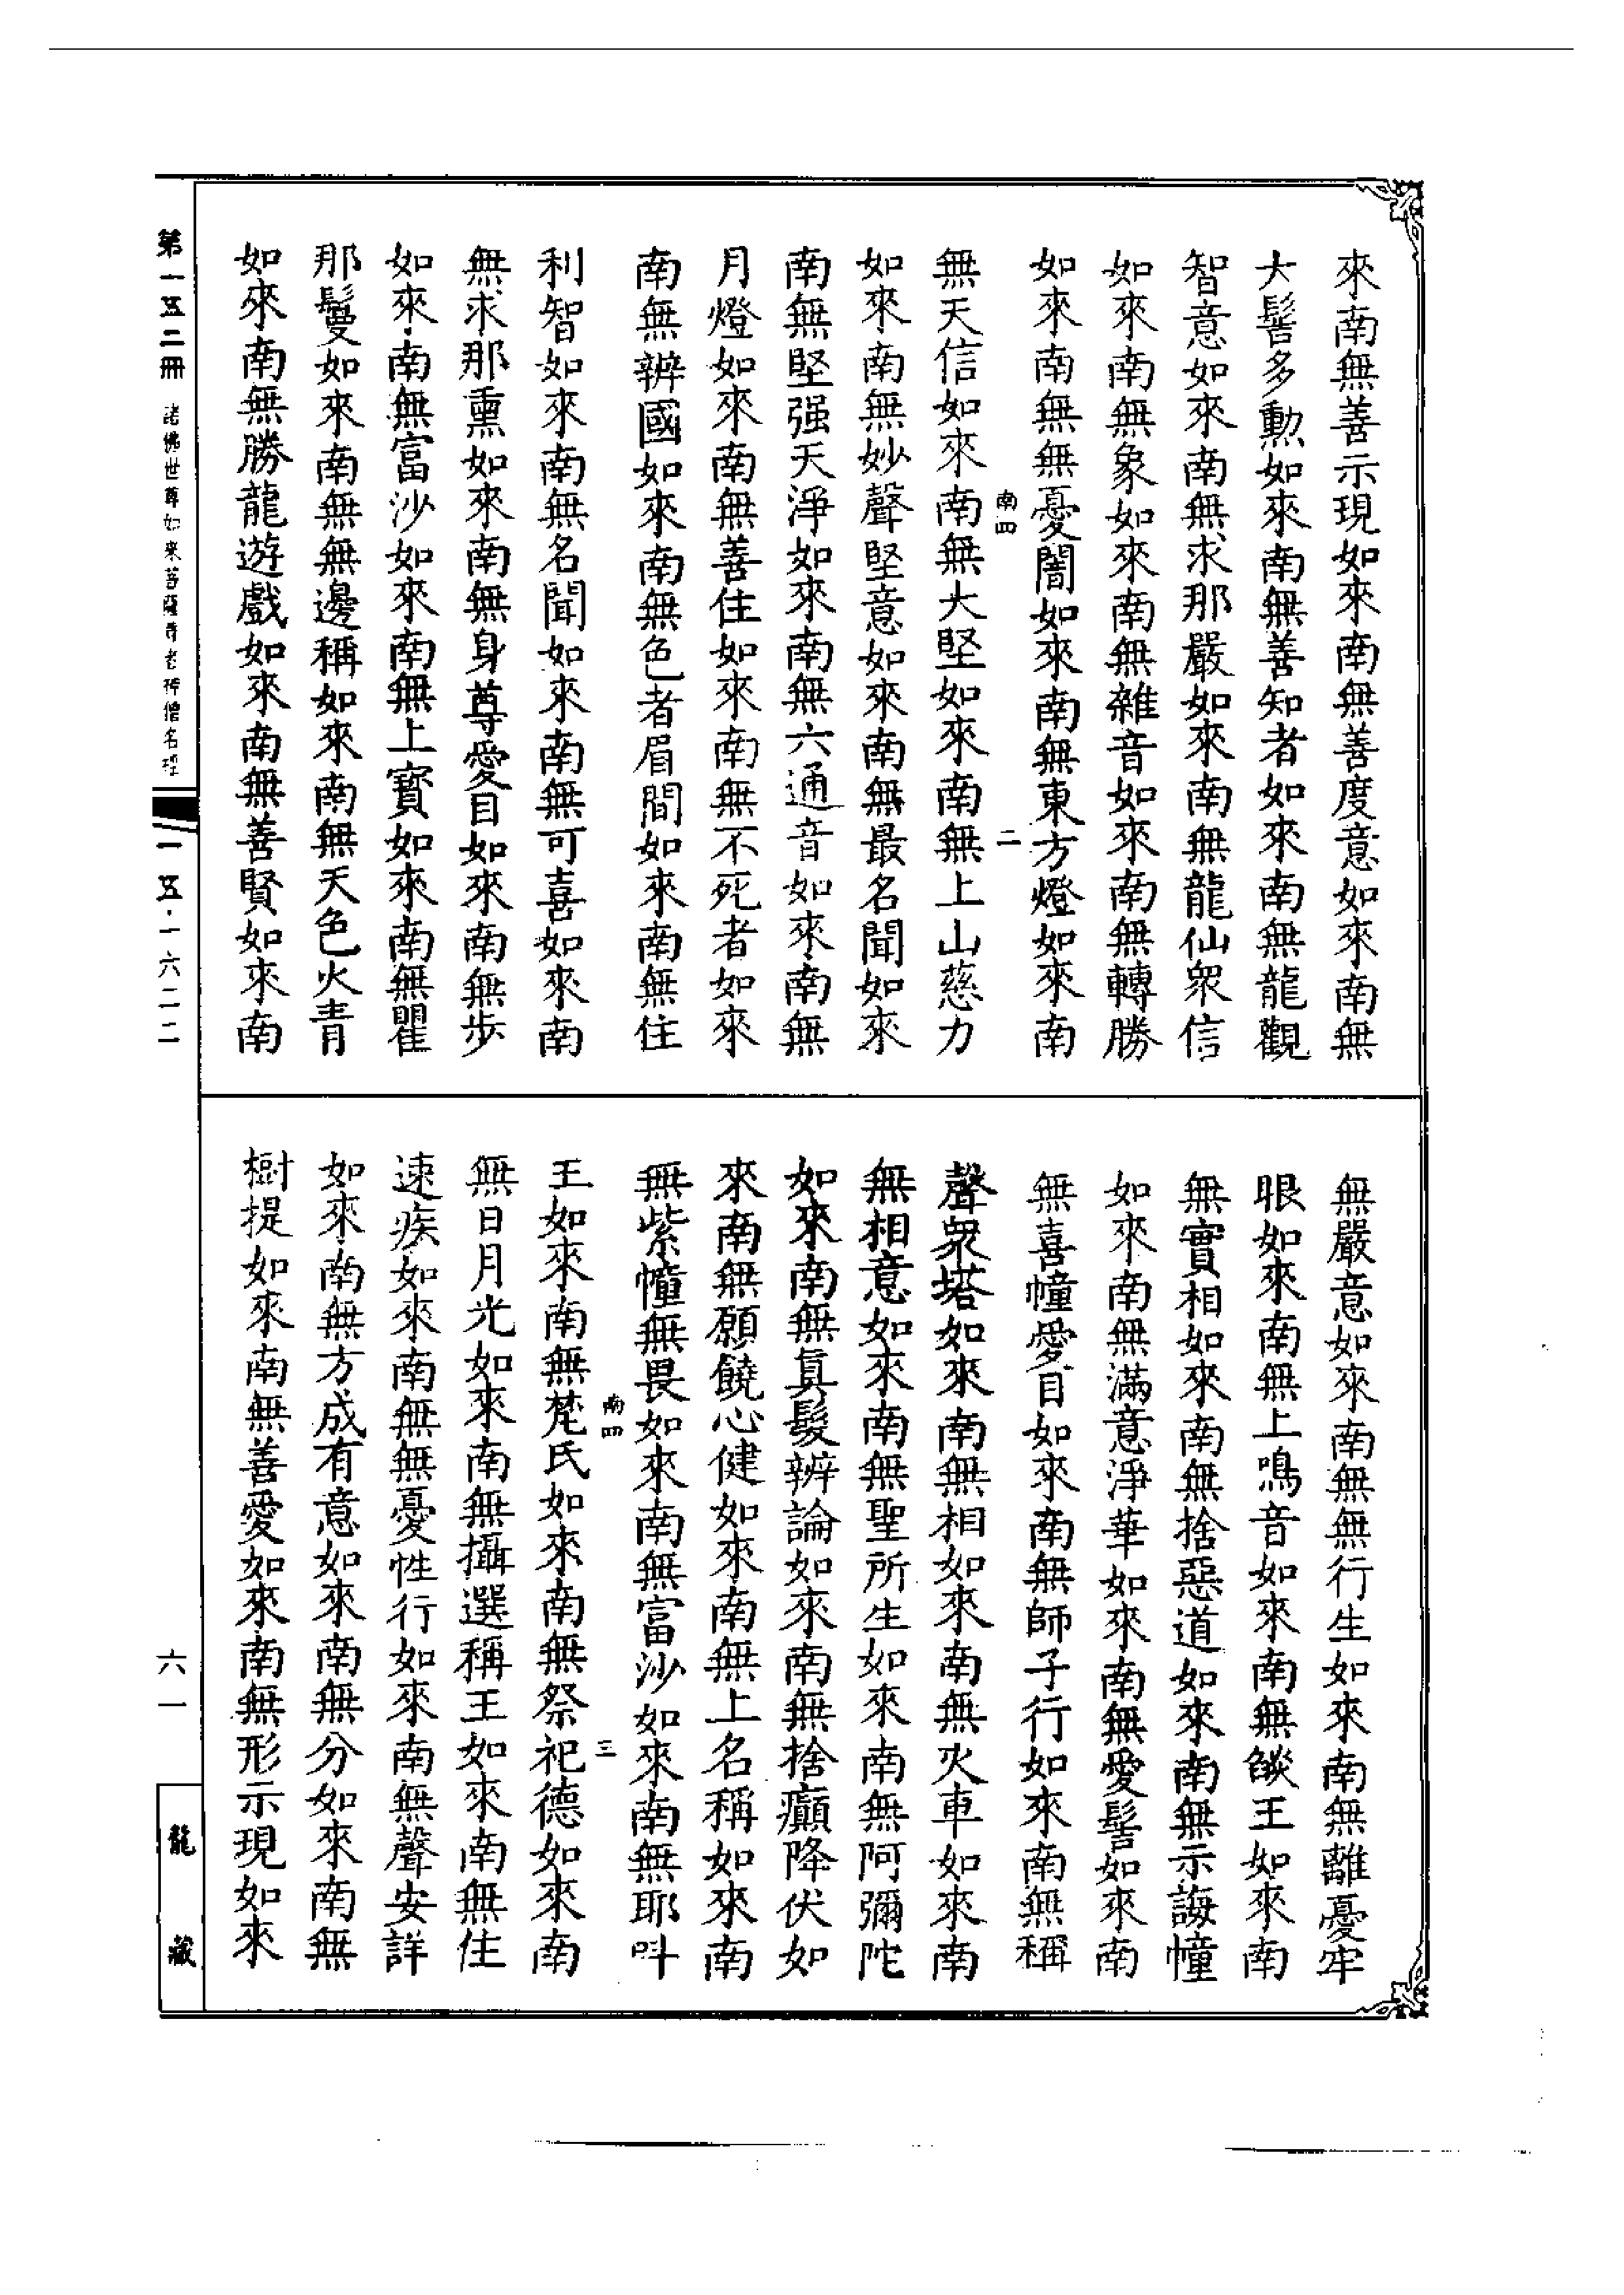 來南無善示現如來南無善度意如來南無
大髻多勲如來南無善知者如來南無龍觀
智意如來南無求那嚴如來南無龍仙衆信
如來南無象如來南無雜音如來南無轉勝
如來南無無憂闇如來南無東方燈如來南
南四 二
無天信如來南無大堅如來南無上山慈力
如來南無妙聲堅意如來南無最名聞如來
南無堅强天淨如來南無六通音如來南無
月燈如來南無善住如來南無不死者如來
南無辨國如來南無色者眉間如來南無住
利智如來南無名聞如來南無可喜如來南
無求那熏如來南無身尊愛目如來南無步
如來南無富沙如來南無上寶如來南無瞿
那鬘如來南無無邊稱如來南無天色火青
如來南無勝龍遊戲如來南無善賢如來南
無嚴意如來南無無行生如來南無離憂牢
眼如來南無上鳴音如來南無燄王如來南
無實相如來南無捨惡道如來南無示誨幢
如來南無滿意淨華如來南無愛髻如來南
無喜幢愛目如來南無師子行如來南無稱
聲衆塔如來南無相如來南無火車如來南
無相意如來南無聖所生如來南無阿彌陀
如來南無眞髮辨論如來南無捨癲降伏如
來南無願饒心健如來南無上名稱如來南
無紫幢無畏如來南無富沙如來南無耶呌
南四 三
王如來南無梵氏如來南無祭祀德如來南
無日月光如來南無攝選稱王如來南無住
速疾如來南無無憂性行如來南無聲安詳
如來南無方成有意如來南無分如來南無
樹提如來南無善愛如來南無形示現如來
第一五二冊 諸佛世尊如來菩薩尊者神僧名經
一五·一六二二
六一
龍藏